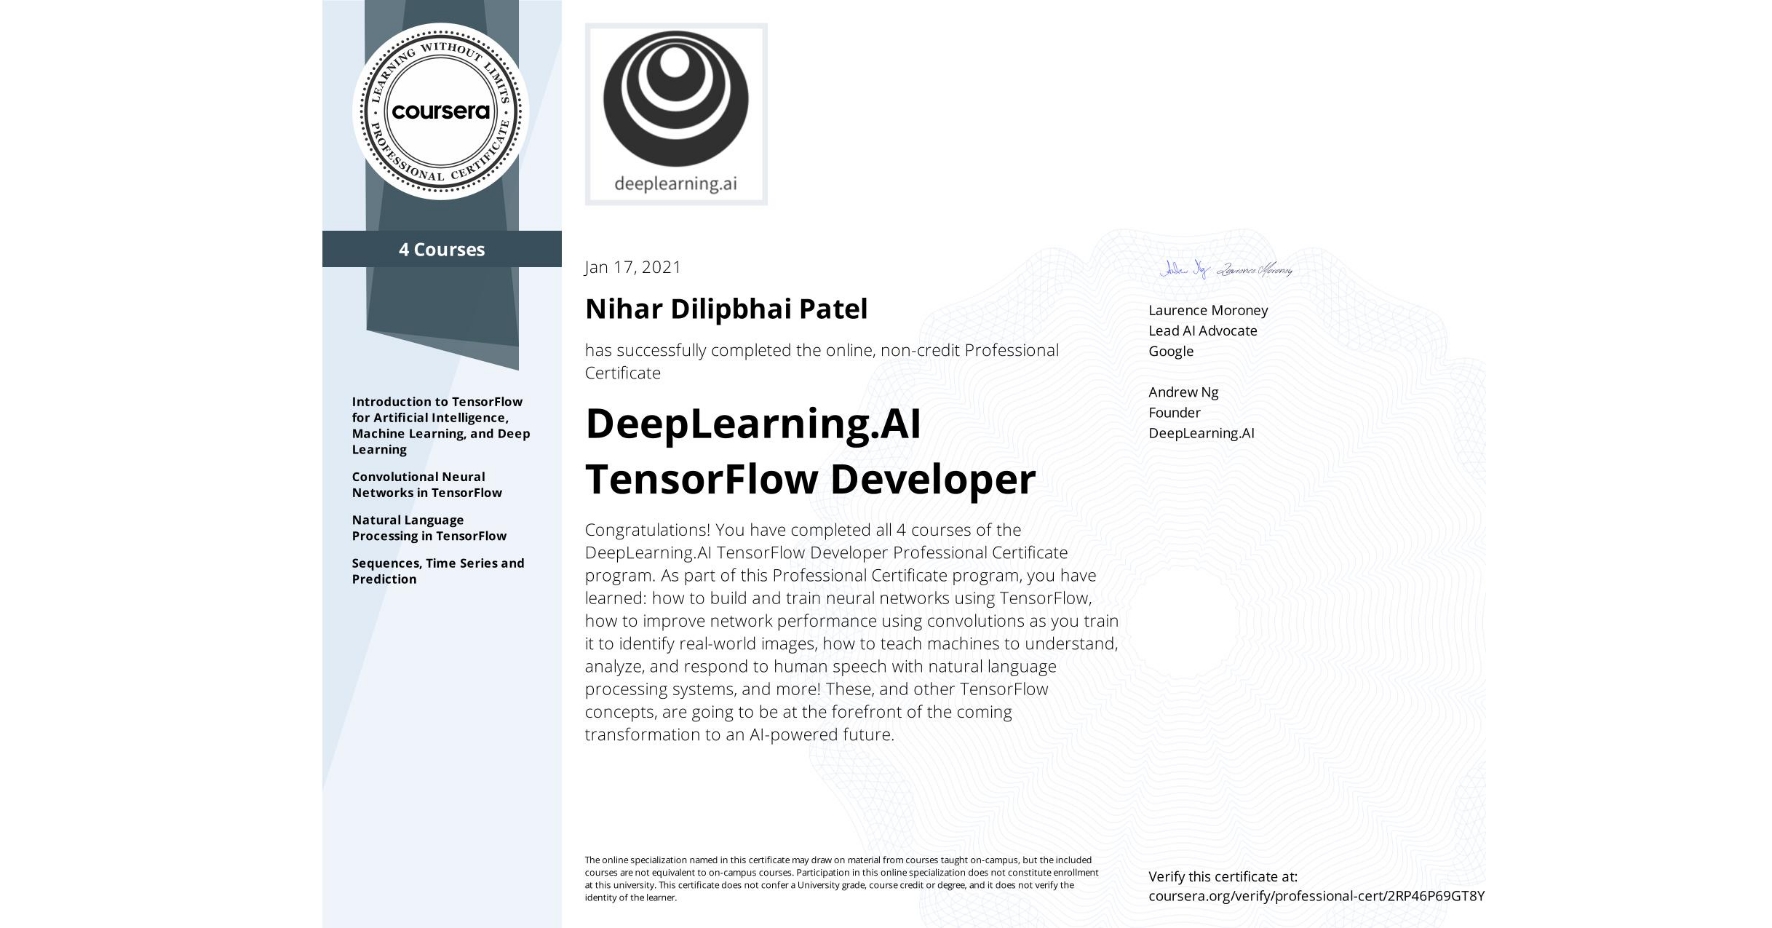 LEARNING WITHOUT LIMITS
coursera
PROFESSIONAL CERTIFICATE
4 Courses
Introduction to TensorFlow
for Artificial Intelligence,
Machine Learning, and Deep
Learning
Convolutional Neural
Networks in TensorFlow
Natural Language
Processing in TensorFlow
Sequences, Time Series and
Prediction
deeplearning.ai
Jan 17, 2021
Nihar Dilipbhai Patel
has successfully completed the online, non-credit Professional
Certificate
DeepLearning.AI
TensorFlow Developer
Congratulations! You have completed all 4 courses of the
DeepLearning.AI TensorFlow Developer Professional Certificate
program. As part of this Professional Certificate program, you have
learned: how to build and train neural networks using TensorFlow,
how to improve network performance using convolutions as you train
it to identify real-world images, how to teach machines to understand,
analyze, and respond to human speech with natural language
processing systems, and more! These, and other TensorFlow
concepts, are going to be at the forefront of the coming
transformation to an AI-powered future.
The online specialization named in this certificate may draw on material from courses taught on-campus, but the included
courses are not equivalent to on-campus courses. Participation in this online specialization does not constitute enrollment
at this university. This certificate does not confer a University grade, course credit or degree, and it does not verify the
identity of the learner.
Andrew Ng Laurence Moroney
Laurence Moroney
Lead AI Advocate
Google
Andrew Ng
Founder
DeepLearning.AI
Verify this certificate at:
coursera.org/verify/professional-cert/2RP46P69GT8Y